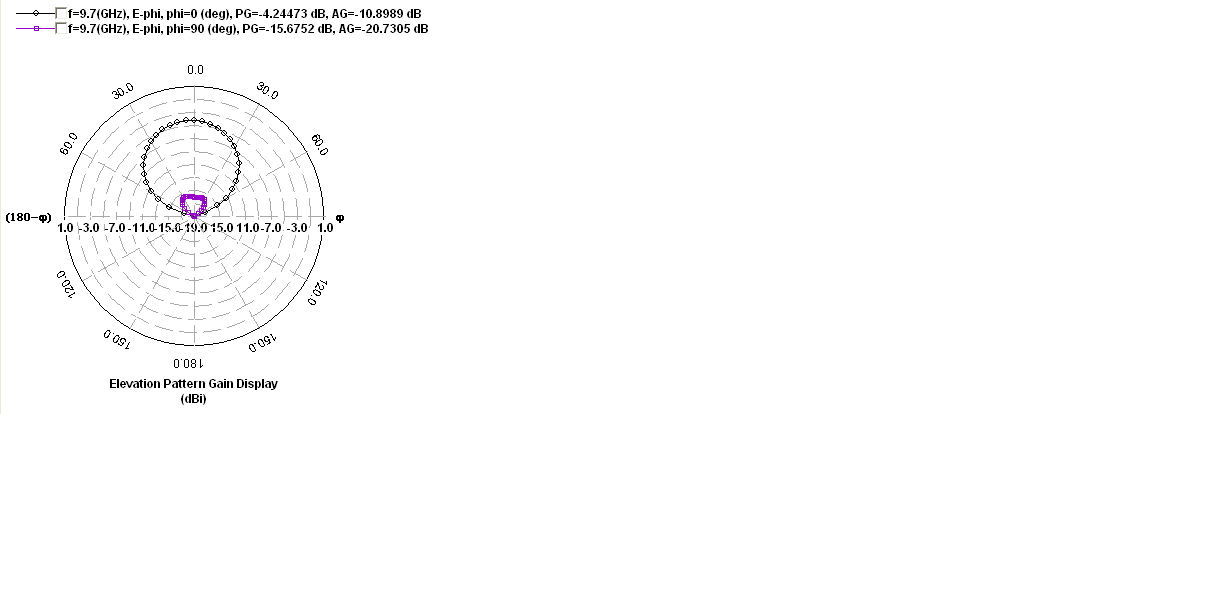 f=9.7(GHz), E-phi, phi=0 (deg), PG=-4.24473 dB, AG=-10.8989 dB
f=9.7(GHz), E-phi, phi=90 (deg), PG=-15.6752 dB, AG=-20.7305 dB
0.0
30.0 30.0
60.0 60.0
(180-φ) φ
1.0 -3.0 -7.0 -11.0 -15.0 -19.0 15.0 11.0 -7.0 -3.0 1.0
120.0 120.0
150.0 150.0
180.0
Elevation Pattern Gain Display
(dBi)